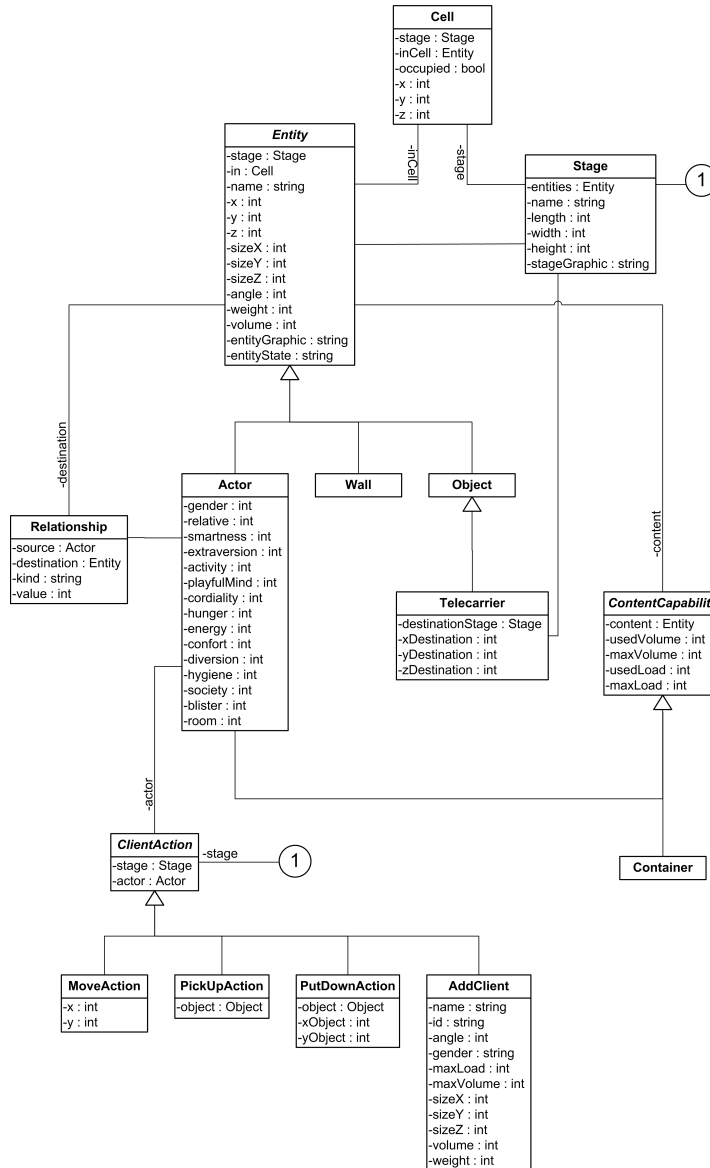 Cell
-stage : Stage
-inCell : Entity
-occupied : bool
-x : int
-y : int
-z : int
-inCell
-stage
Entity
-stage : Stage
-in : Cell
-name : string
-x : int
-y : int
-z : int
-sizeX : int
-sizeY : int
-sizeZ : int
-angle : int
-weight : int
-volume : int
-entityGraphic : string
-entityState : string
Stage
-entities : Entity
-name : string
-length : int
-width : int
-height : int
-stageGraphic : string
1
-destination
-content
Actor
-gender : int
-relative : int
-smartness : int
-extraversion : int
-activity : int
-playfulMind : int
-cordiality : int
-hunger : int
-energy : int
-confort : int
-diversion : int
-hygiene : int
-society : int
-blister : int
-room : int
Wall
Object
Relationship
-source : Actor
-destination : Entity
-kind : string
-value : int
Telecarrier
-destinationStage : Stage
-xDestination : int
-yDestination : int
-zDestination : int
ContentCapabilit
-content : Entity
-usedVolume : int
-maxVolume : int
-usedLoad : int
-maxLoad : int
-actor
ClientAction
-stage : Stage
-actor : Actor
-stage
1
Container
MoveAction
-x : int
-y : int
PickUpAction
-object : Object
PutDownAction
-object : Object
-xObject : int
-yObject : int
AddClient
-name : string
-id : string
-angle : int
-gender : string
-maxLoad : int
-maxVolume : int
-sizeX : int
-sizeY : int
-sizeZ : int
-volume : int
-weight : int